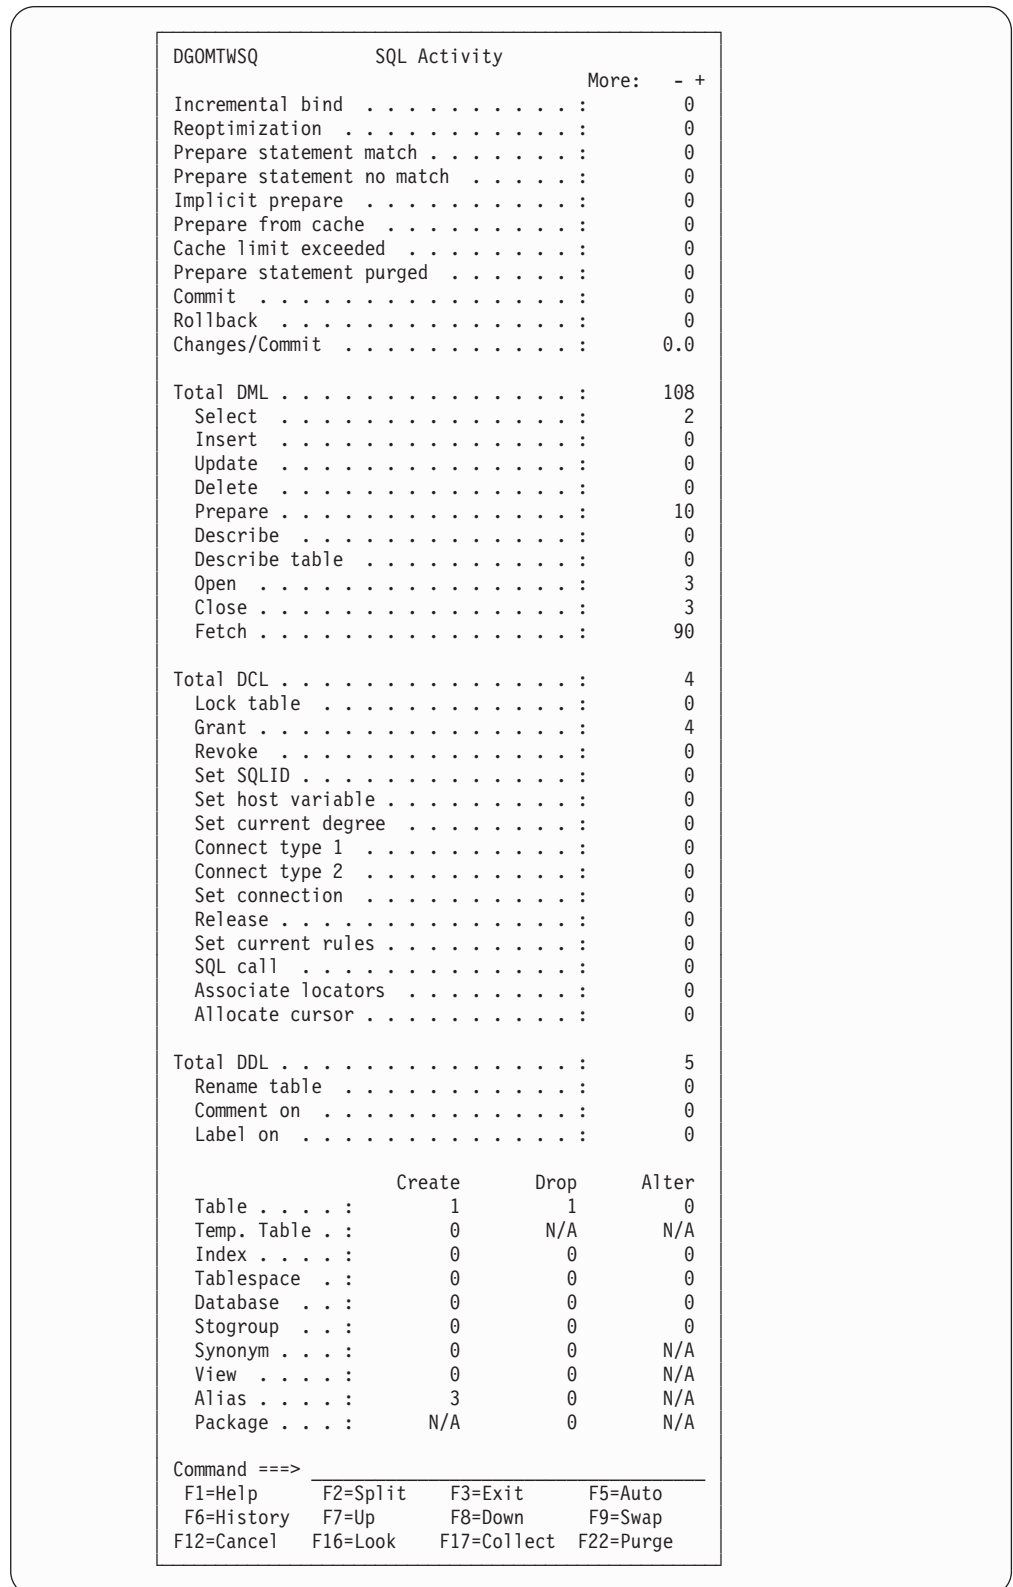 DGOMTWSQ SQL Activity
More: - +
Incremental bind . . . . . . . . . . : 0
Reoptimization . . . . . . . . . . . : 0
Prepare statement match . . . . . . . : 0
Prepare statement no match . . . . . : 0
Implicit prepare . . . . . . . . . . : 0
Prepare from cache . . . . . . . . . : 0
Cache limit exceeded . . . . . . . . : 0
Prepare statement purged . . . . . . : 0
Commit . . . . . . . . . . . . . . . : 0
Rollback . . . . . . . . . . . . . . : 0
Changes/Commit . . . . . . . . . . . : 0.0
Total DML . . . . . . . . . . . . . . : 108
Select . . . . . . . . . . . . . . : 2
Insert . . . . . . . . . . . . . . : 0
Update . . . . . . . . . . . . . . : 0
Delete . . . . . . . . . . . . . . : 0
Prepare . . . . . . . . . . . . . . : 10
Describe . . . . . . . . . . . . . : 0
Describe table . . . . . . . . . . : 0
Open . . . . . . . . . . . . . . . : 3
Close . . . . . . . . . . . . . . . : 3
Fetch . . . . . . . . . . . . . . . : 90
Total DCL . . . . . . . . . . . . . . : 4
Lock table . . . . . . . . . . . . : 0
Grant . . . . . . . . . . . . . . . : 4
Revoke . . . . . . . . . . . . . . : 0
Set SQLID . . . . . . . . . . . . . : 0
Set host variable . . . . . . . . . : 0
Set current degree . . . . . . . . : 0
Connect type 1 . . . . . . . . . . : 0
Connect type 2 . . . . . . . . . . : 0
Set connection . . . . . . . . . . : 0
Release . . . . . . . . . . . . . . : 0
Set current rules . . . . . . . . . : 0
SQL call . . . . . . . . . . . . . : 0
Associate locators . . . . . . . . : 0
Allocate cursor . . . . . . . . . . : 0
Total DDL . . . . . . . . . . . . . . : 5
Rename table . . . . . . . . . . . : 0
Comment on . . . . . . . . . . . . : 0
Label on . . . . . . . . . . . . . : 0
Create Drop Alter
Table . . . . : 1 1 0
Temp. Table . : 0 N/A N/A
Index . . . . : 0 0 0
Tablespace . : 0 0 0
Database . . : 0 0 0
Stogroup . . : 0 0 0
Synonym . . . : 0 0 N/A
View . . . . : 0 0 N/A
Alias . . . . : 3 0 N/A
Package . . . : N/A 0 N/A
Command ===> _____________________________________
F1=Help F2=Split F3=Exit F5=Auto
F6=History F7=Up F8=Down F9=Swap
F12=Cancel F16=Look F17=Collect F22=Purge